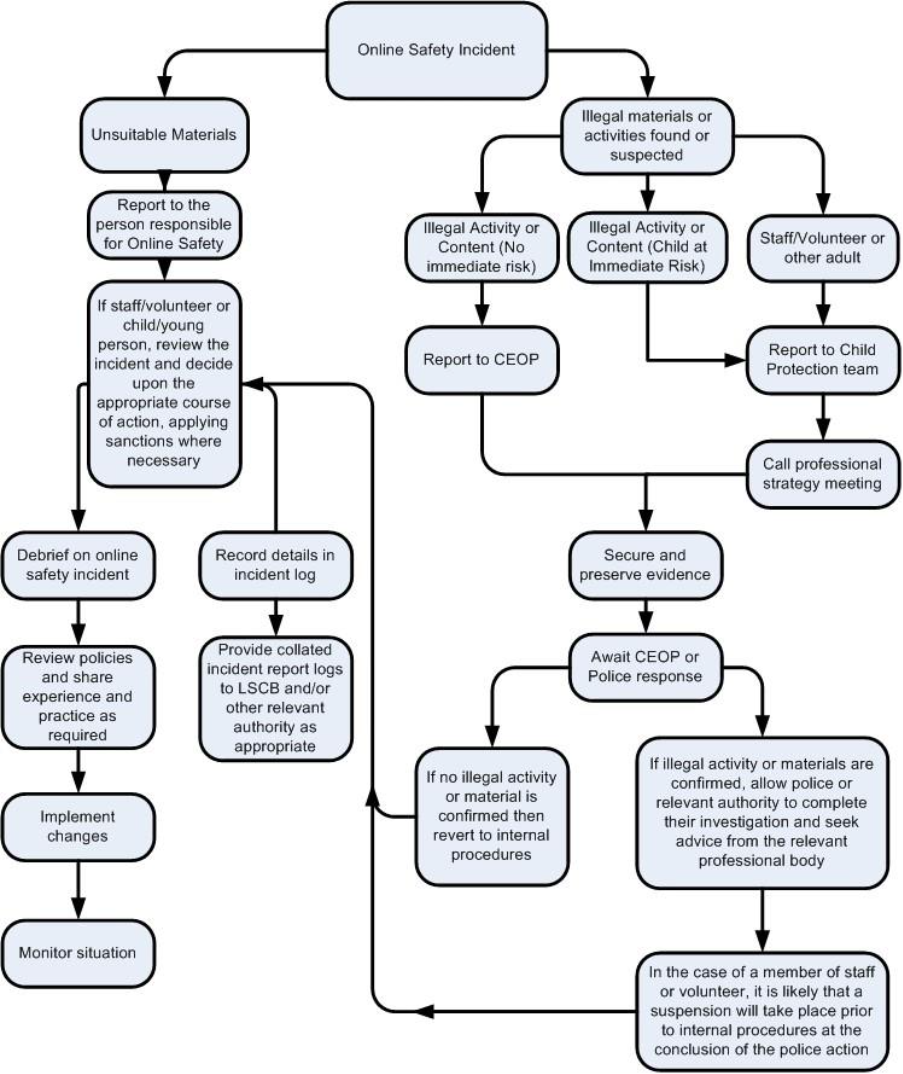 Online Safety Incident
Unsuitable Materials
Illegal materials or
activities found or
suspected
Report to the
person responsible
for Online Safety
Illegal Activity or
Content (No
immediate risk)
Illegal Activity or
Content (Child at
Immediate Risk)
Staff/Volunteer or
other adult
If staff/volunteer or
child/young
person, review the
incident and decide
upon the
appropriate course
of action, applying
sanctions where
necessary
Report to CEOP
Report to Child
Protection team
Call professional
strategy meeting
Debrief on online
safety incident
Record details in
incident log
Secure and
preserve evidence
Review policies
and share
experience and
practice as
required
Provide collated
incident report logs
to LSCB and/or
other relevant
authority as
appropriate
Await CEOP or
Police response
If no illegal activity
or material is
confirmed then
revert to internal
procedures
If illegal activity or materials are
confirmed, allow police or
relevant authority to complete
their investigation and seek
advice from the relevant
professional body
Implement
changes
Monitor situation
In the case of a member of staff
or volunteer, it is likely that a
suspension will take place prior
to internal procedures at the
conclusion of the police action